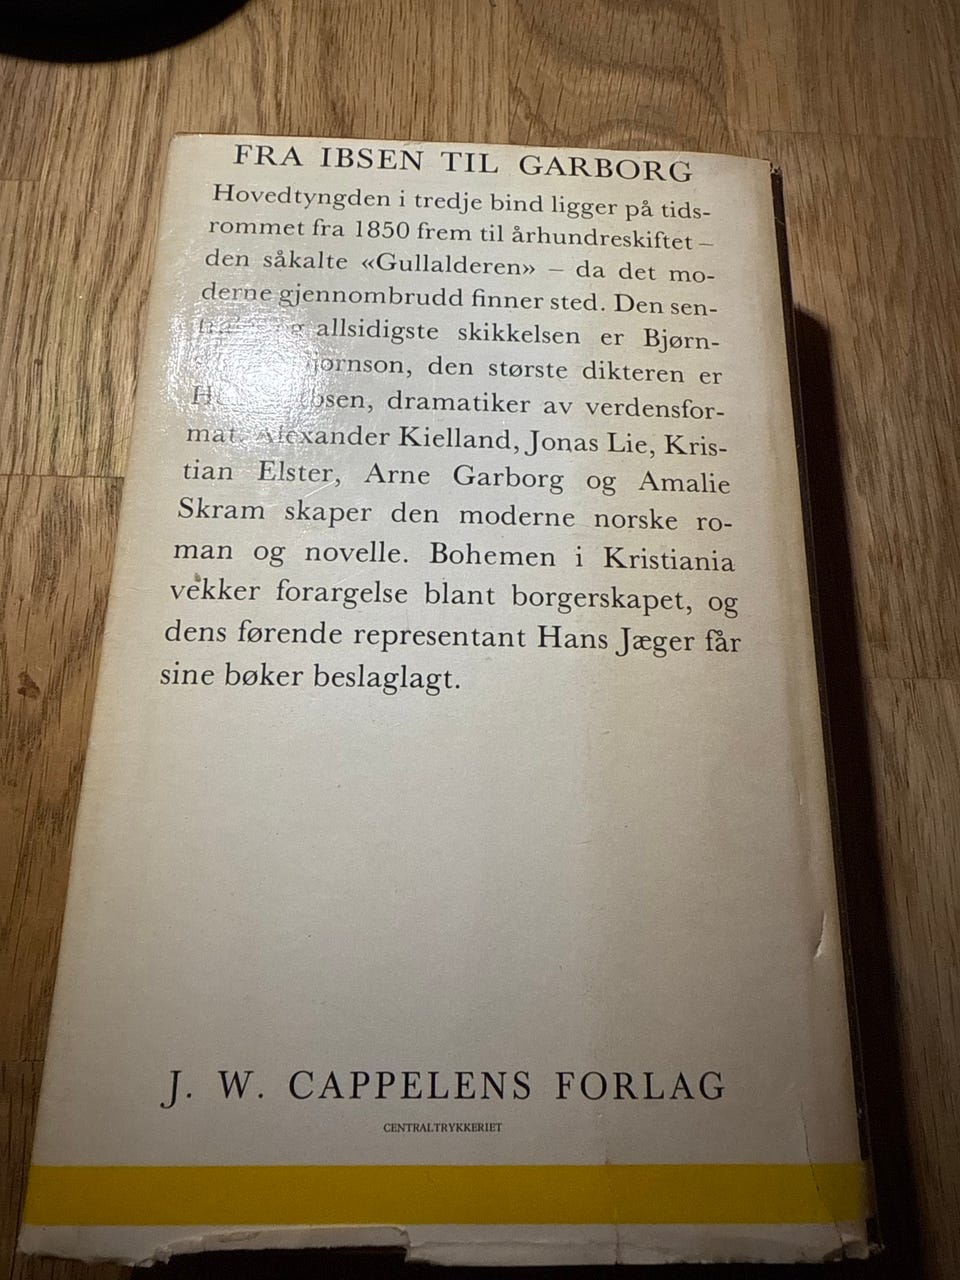 FRA IBSEN TIL GARBORG
Hovedtyngden i tredje bind ligger på tids-
rommet fra 1850 frem til århundreskiftet –
den såkalte «Gullalderen» – da det mo-
derne gjennombrudd finner sted. Den sen-
allsidigste skikkelsen er Bjørn-
den største dikteren er
Ibsen, dramatiker av verdensfor-
mat. Alexander Kielland, Jonas Lie, Kris-
tian Elster, Arne Garborg og Amalie
Skram skaper den moderne norske ro-
man og novelle. Bohemen i Kristiania
vekker forargelse blant borgerskapet, og
dens førende representant Hans Jæger får
sine bøker beslaglagt.
J. W. CAPPELENS FORLAG
CENTRALTRYKKERIET